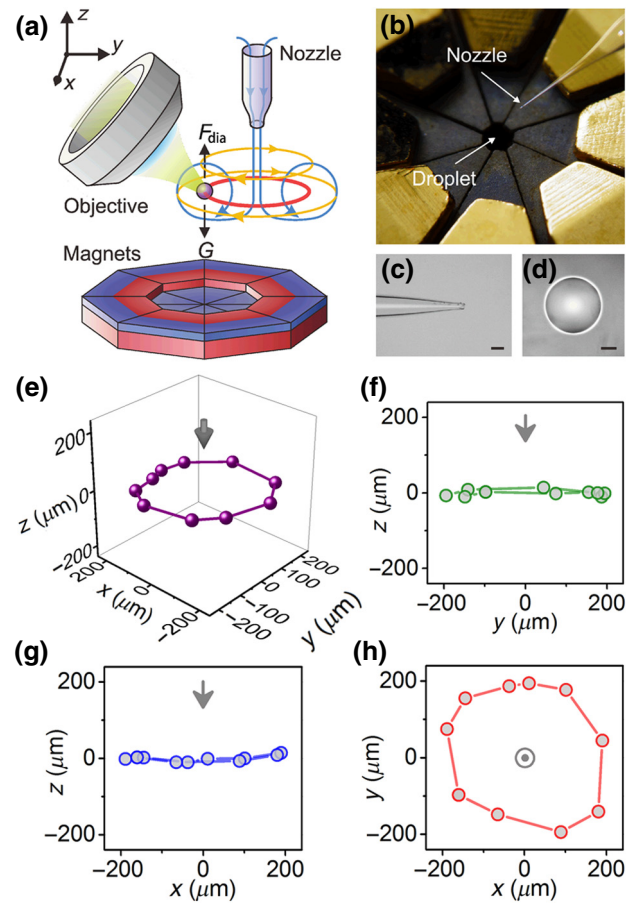 (a)
z
y
x
Nozzle
F_dia
Objective
G
Magnets
(b)
Nozzle
Droplet
(c)
(d)
(e)
200
0
−200
z (μm)
200
0
−200
x (μm)
200
100
0
−100
−200
y (μm)
(f)
200
0
−200
z (μm)
−200 −100 0 100 200
y (μm)
(g)
200
0
−200
z (μm)
−200 −100 0 100 200
x (μm)
(h)
200
0
−200
y (μm)
−200 −100 0 100 200
x (μm)